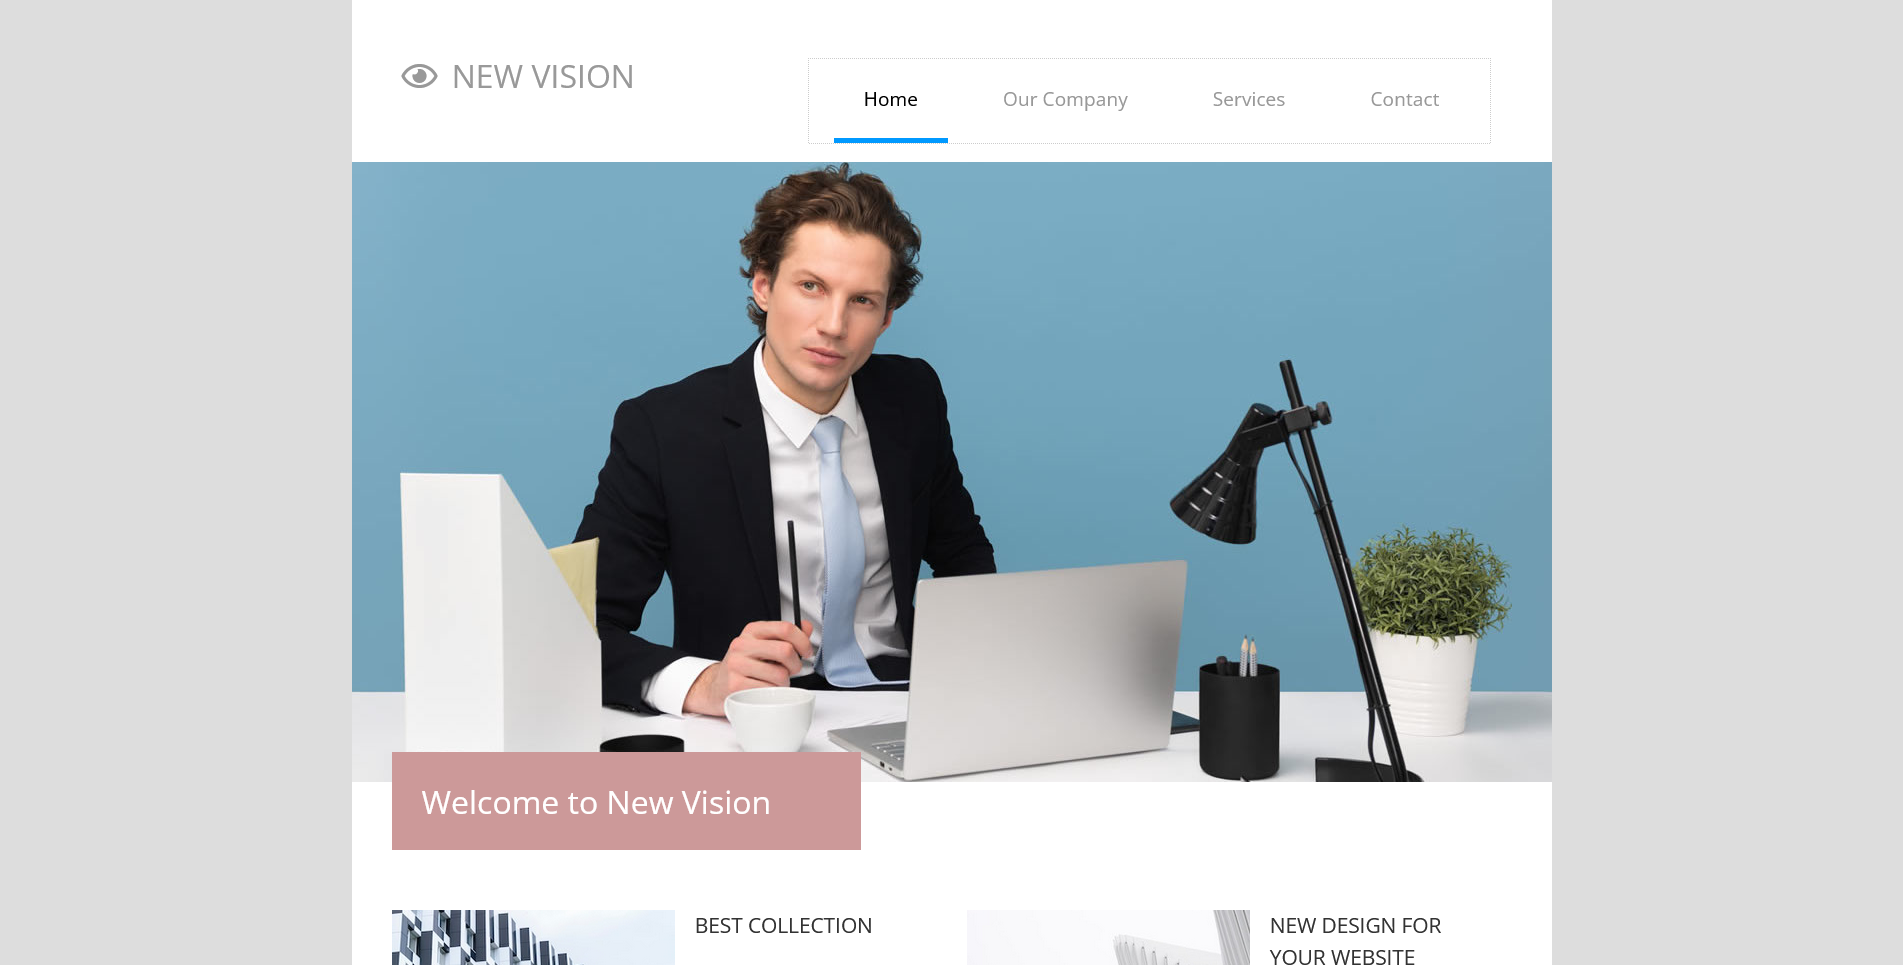 NEW VISION
Home
Our Company
Services
Contact
Welcome to New Vision
BEST COLLECTION
NEW DESIGN FOR
YOUR WEBSITE